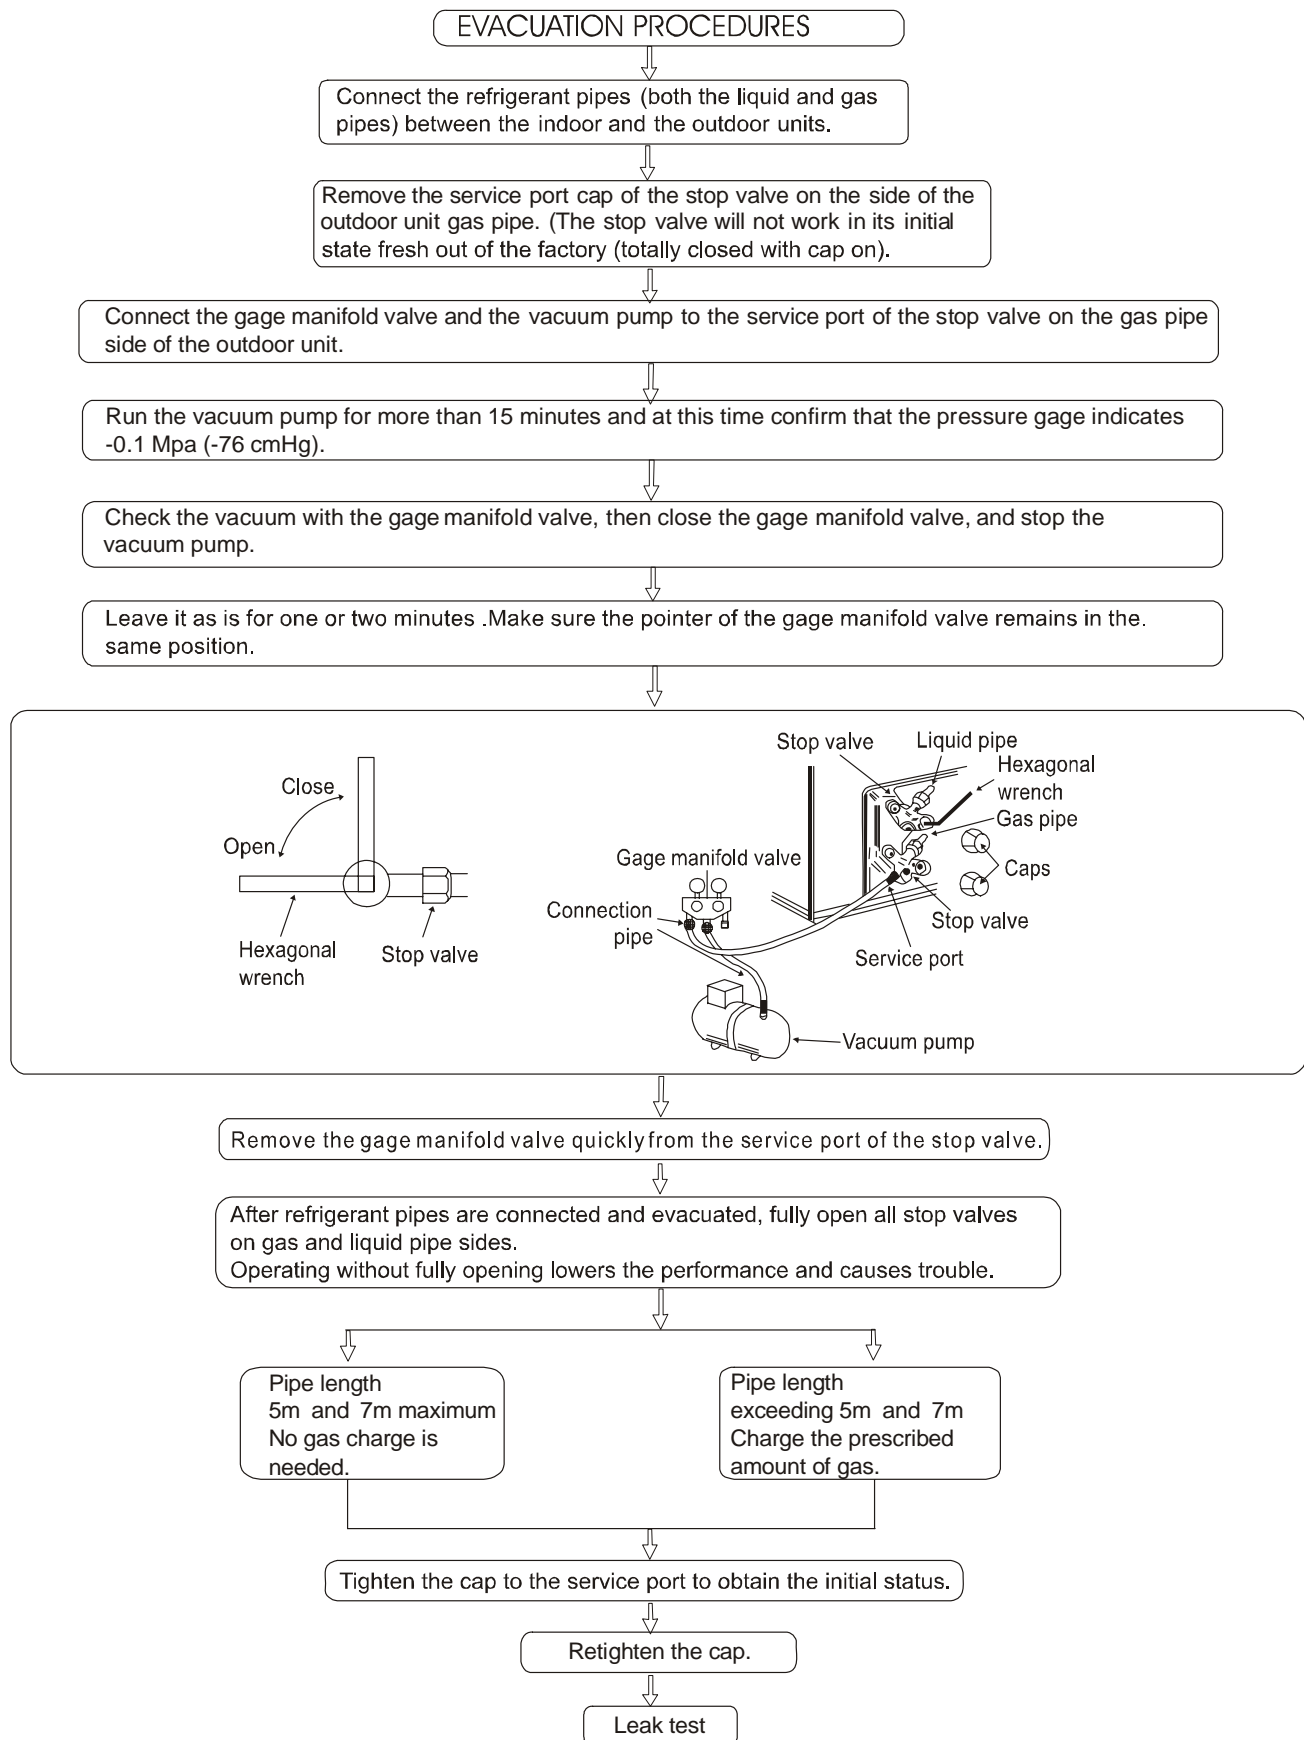 EVACUATION PROCEDURES
Connect the refrigerant pipes (both the liquid and gas
pipes) between the indoor and the outdoor units.
Remove the service port cap of the stop valve on the side of the
outdoor unit gas pipe. (The stop valve will not work in its initial
state fresh out of the factory (totally closed with cap on).
Connect the gage manifold valve and the vacuum pump to the service port of the stop valve on the gas pipe
side of the outdoor unit.
Run the vacuum pump for more than 15 minutes and at this time confirm that the pressure gage indicates
-0.1 Mpa (-76 cmHg).
Check the vacuum with the gage manifold valve, then close the gage manifold valve, and stop the
vacuum pump.
Leave it as is for one or two minutes .Make sure the pointer of the gage manifold valve remains in the.
same position.
Close
Open
Hexagonal
wrench
Stop valve
Stop valve
Liquid pipe
Hexagonal
wrench
Gas pipe
Gage manifold valve
Caps
Connection
pipe
Stop valve
Service port
Vacuum pump
Remove the gage manifold valve quickly from the service port of the stop valve.
After refrigerant pipes are connected and evacuated, fully open all stop valves
on gas and liquid pipe sides.
Operating without fully opening lowers the performance and causes trouble.
Pipe length
5m and 7m maximum
No gas charge is
needed.
Pipe length
exceeding 5m and 7m
Charge the prescribed
amount of gas.
Tighten the cap to the service port to obtain the initial status.
Retighten the cap.
Leak test